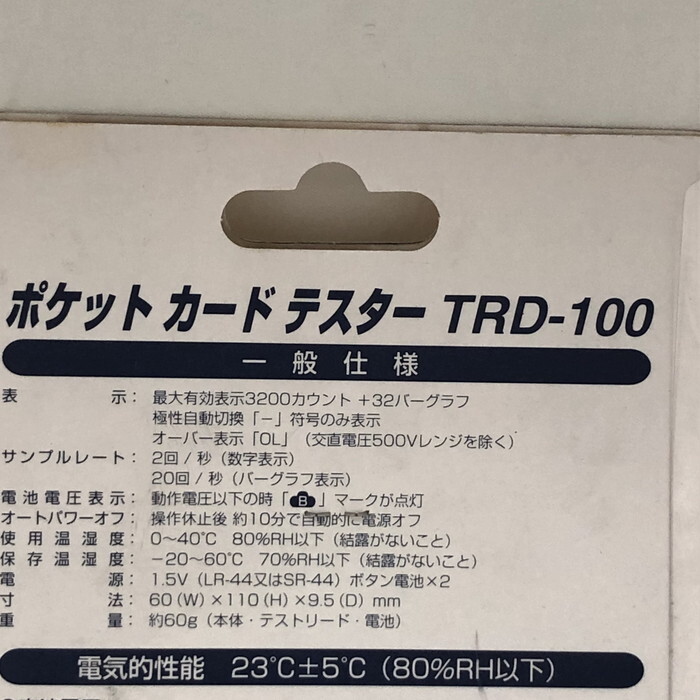 ポケット カード テスター TRD-100
一般仕様
表示：最大有効表示3200カウント +32バーグラフ
極性自動切換「−」符号のみ表示
オーバー表示「OL」（交直電圧500Vレンジを除く）
サンプルレート：2回／秒（数字表示）
20回／秒（バーグラフ表示）
電池電圧表示：動作電圧以下の時「B」マークが点灯
オートパワーオフ：操作休止後 約10分で自動的に電源オフ
使用温湿度：0〜40℃ 80%RH以下（結露がないこと）
保存温湿度：−20〜60℃ 70%RH以下（結露がないこと）
電源：1.5V（LR-44又はSR-44）ボタン電池×2
寸法：60(W)×110(H)×9.5(D) mm
重量：約60g（本体・テストリード・電池）
電気的性能 23℃±5℃（80%RH以下）